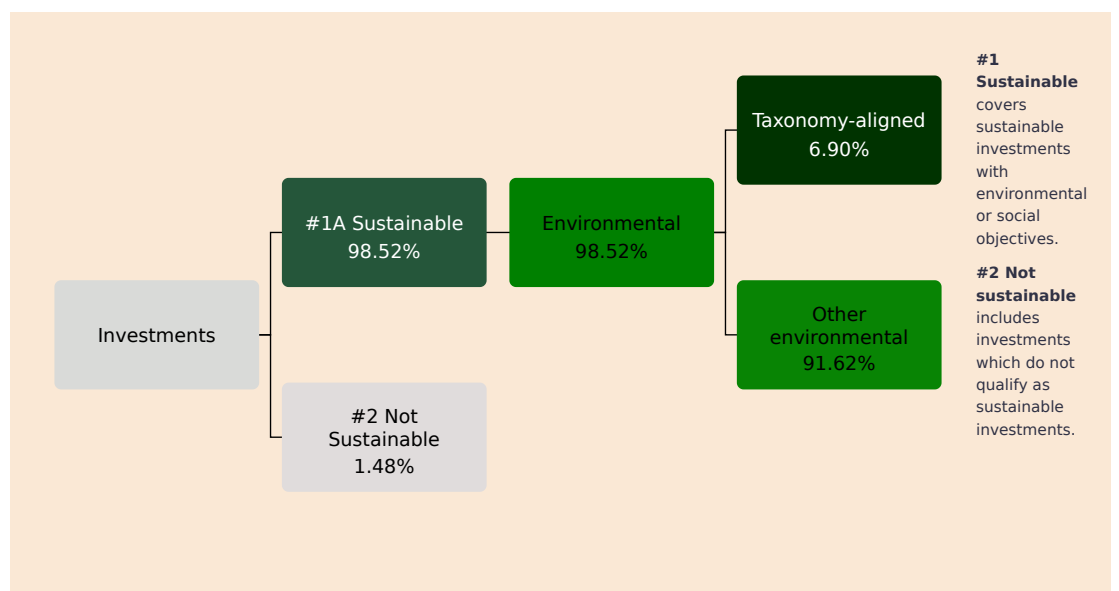 Investments
#1A Sustainable
98.52%
#2 Not
Sustainable
1.48%
Environmental
98.52%
Taxonomy-aligned
6.90%
Other
environmental
91.62%
#1
Sustainable
covers
sustainable
investments
with
environmental
or social
objectives.
#2 Not
sustainable
includes
investments
which do not
qualify as
sustainable
investments.